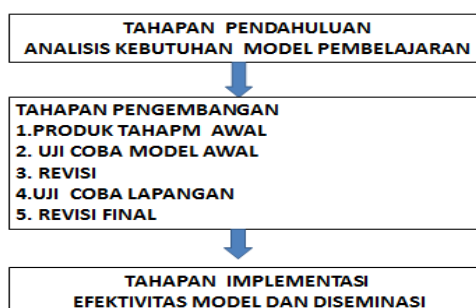 TAHAPAN PENDAHULUAN
ANALISIS KEBUTUHAN MODEL PEMBELAJARAN
TAHAPAN PENGEMBANGAN
1.PRODUK TAHAPM AWAL
2. UJI COBA MODEL AWAL
3. REVISI
4.UJI COBA LAPANGAN
5. REVISI FINAL
TAHAPAN IMPLEMENTASI
EFEKTIVITAS MODEL DAN DISEMINASI